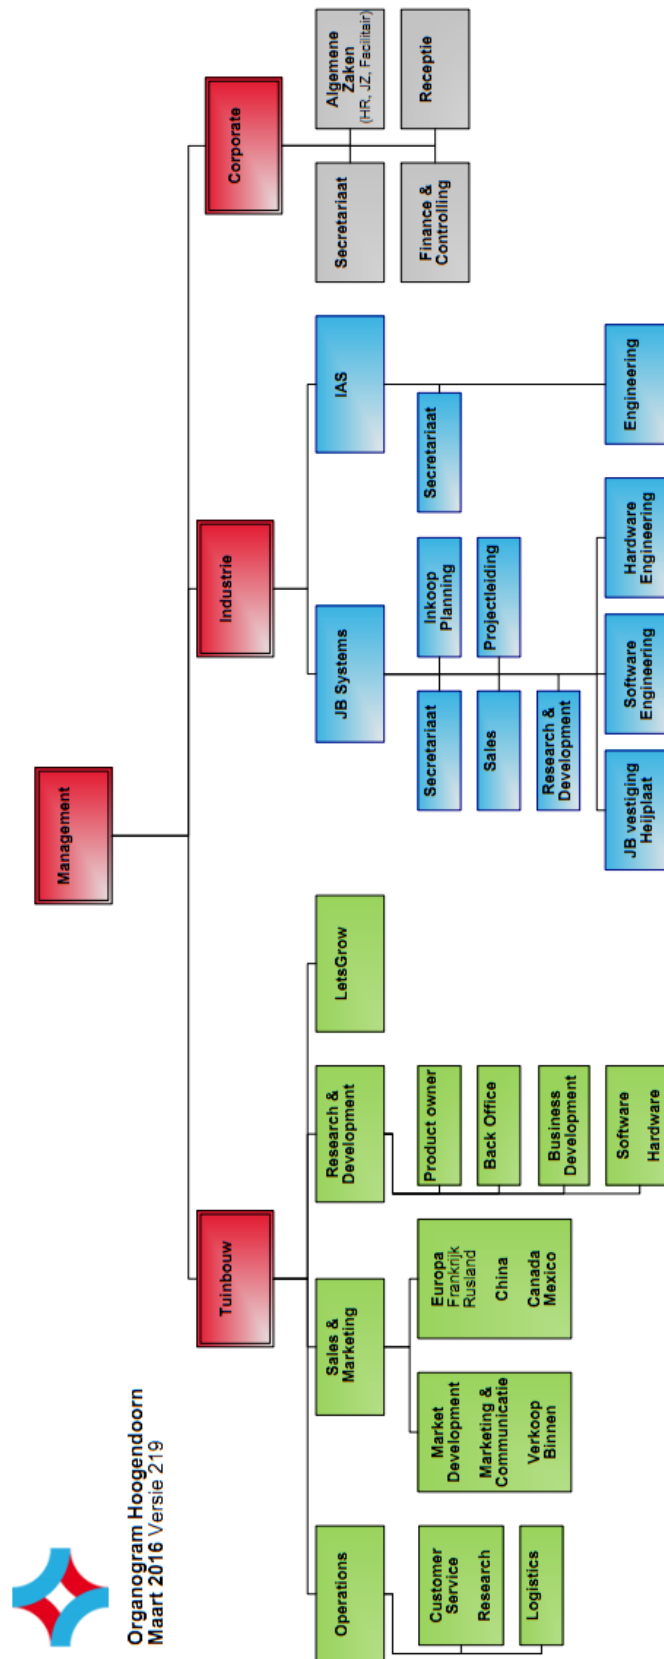 Organogram Hoogendoorn
Maart 2016 Versie 219
Management
Tuinbouw
Industrie
Corporate
Operations
Sales &
Marketing
Research &
Development
LetsGrow
JB Systems
IAS
Secretariaat
Algemene
Zaken
(HR, JZ, Facilitair)
Finance &
Controlling
Receptie
Customer
Service
Research
Logistics
Market
Development
Marketing &
Communicatie
Verkoop
Binnen
Europa
Frankrijk
Rusland
China
Canada
Mexico
Product owner
Back Office
Business
Development
Software
Hardware
Secretariaat
Inkoop
Planning
Sales
Projectleiding
Research &
Development
JB vestiging
Heijplaat
Software
Engineering
Hardware
Engineering
Secretariaat
Engineering